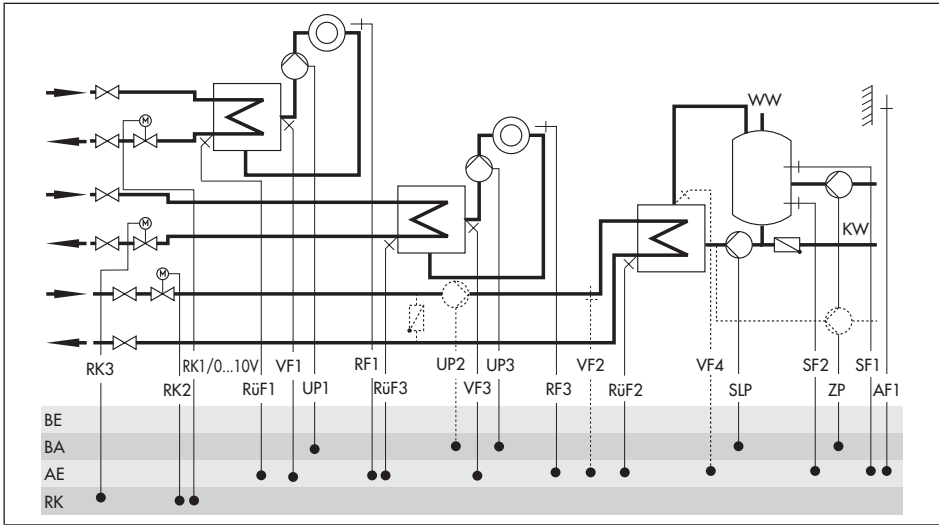 M
WW
M
M
KW
M
RK3 RK1/0...10V VF1 RF1 UP2 UP3 VF2 VF4 SF2 SF1
RK2 RüF1 UP1 RüF3 VF3 RF3 RüF2 SLP ZP AF1
BE
BA
AE
RK